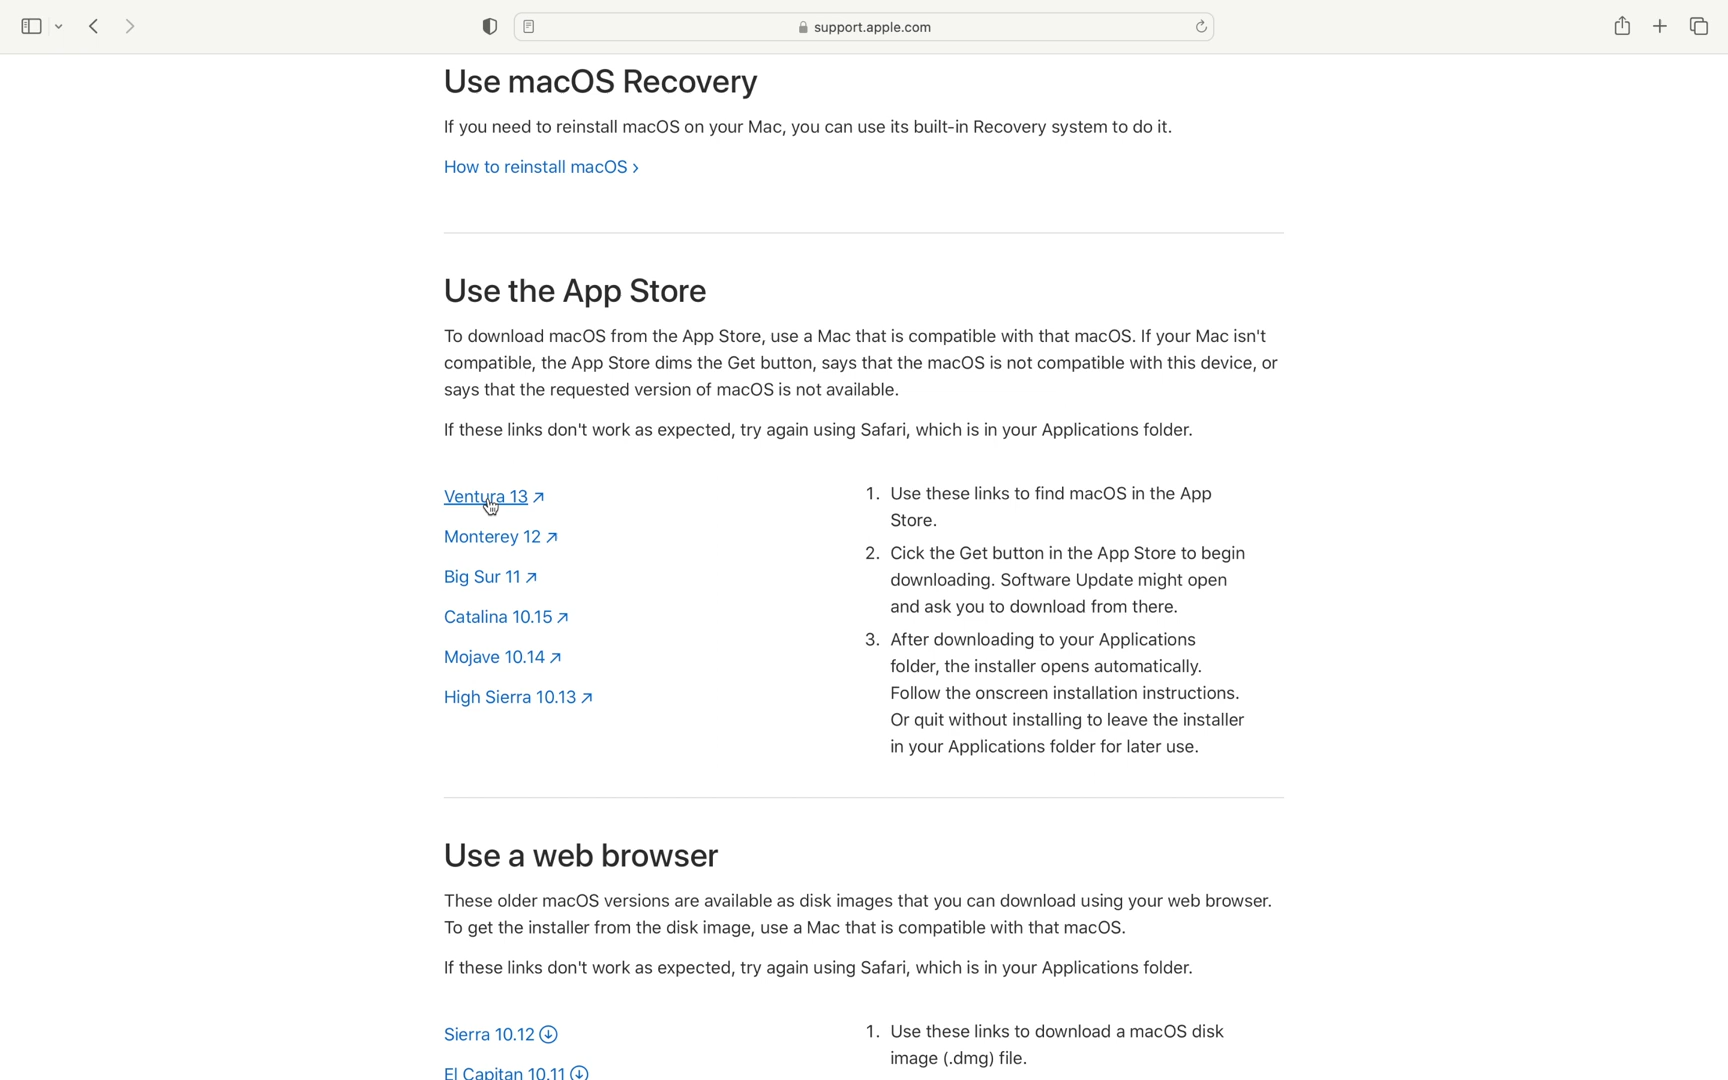 support.apple.com
Use macOS Recovery
If you need to reinstall macOS on your Mac, you can use its built-in Recovery system to do it.
How to reinstall macOS ›
Use the App Store
To download macOS from the App Store, use a Mac that is compatible with that macOS. If your Mac isn't
compatible, the App Store dims the Get button, says that the macOS is not compatible with this device, or
says that the requested version of macOS is not available.
If these links don't work as expected, try again using Safari, which is in your Applications folder.
Ventura 13 ↗
Monterey 12 ↗
Big Sur 11 ↗
Catalina 10.15 ↗
Mojave 10.14 ↗
High Sierra 10.13 ↗
1. Use these links to find macOS in the App
Store.
2. Cick the Get button in the App Store to begin
downloading. Software Update might open
and ask you to download from there.
3. After downloading to your Applications
folder, the installer opens automatically.
Follow the onscreen installation instructions.
Or quit without installing to leave the installer
in your Applications folder for later use.
Use a web browser
These older macOS versions are available as disk images that you can download using your web browser.
To get the installer from the disk image, use a Mac that is compatible with that macOS.
If these links don't work as expected, try again using Safari, which is in your Applications folder.
Sierra 10.12
El Capitan 10.11
1. Use these links to download a macOS disk
image (.dmg) file.